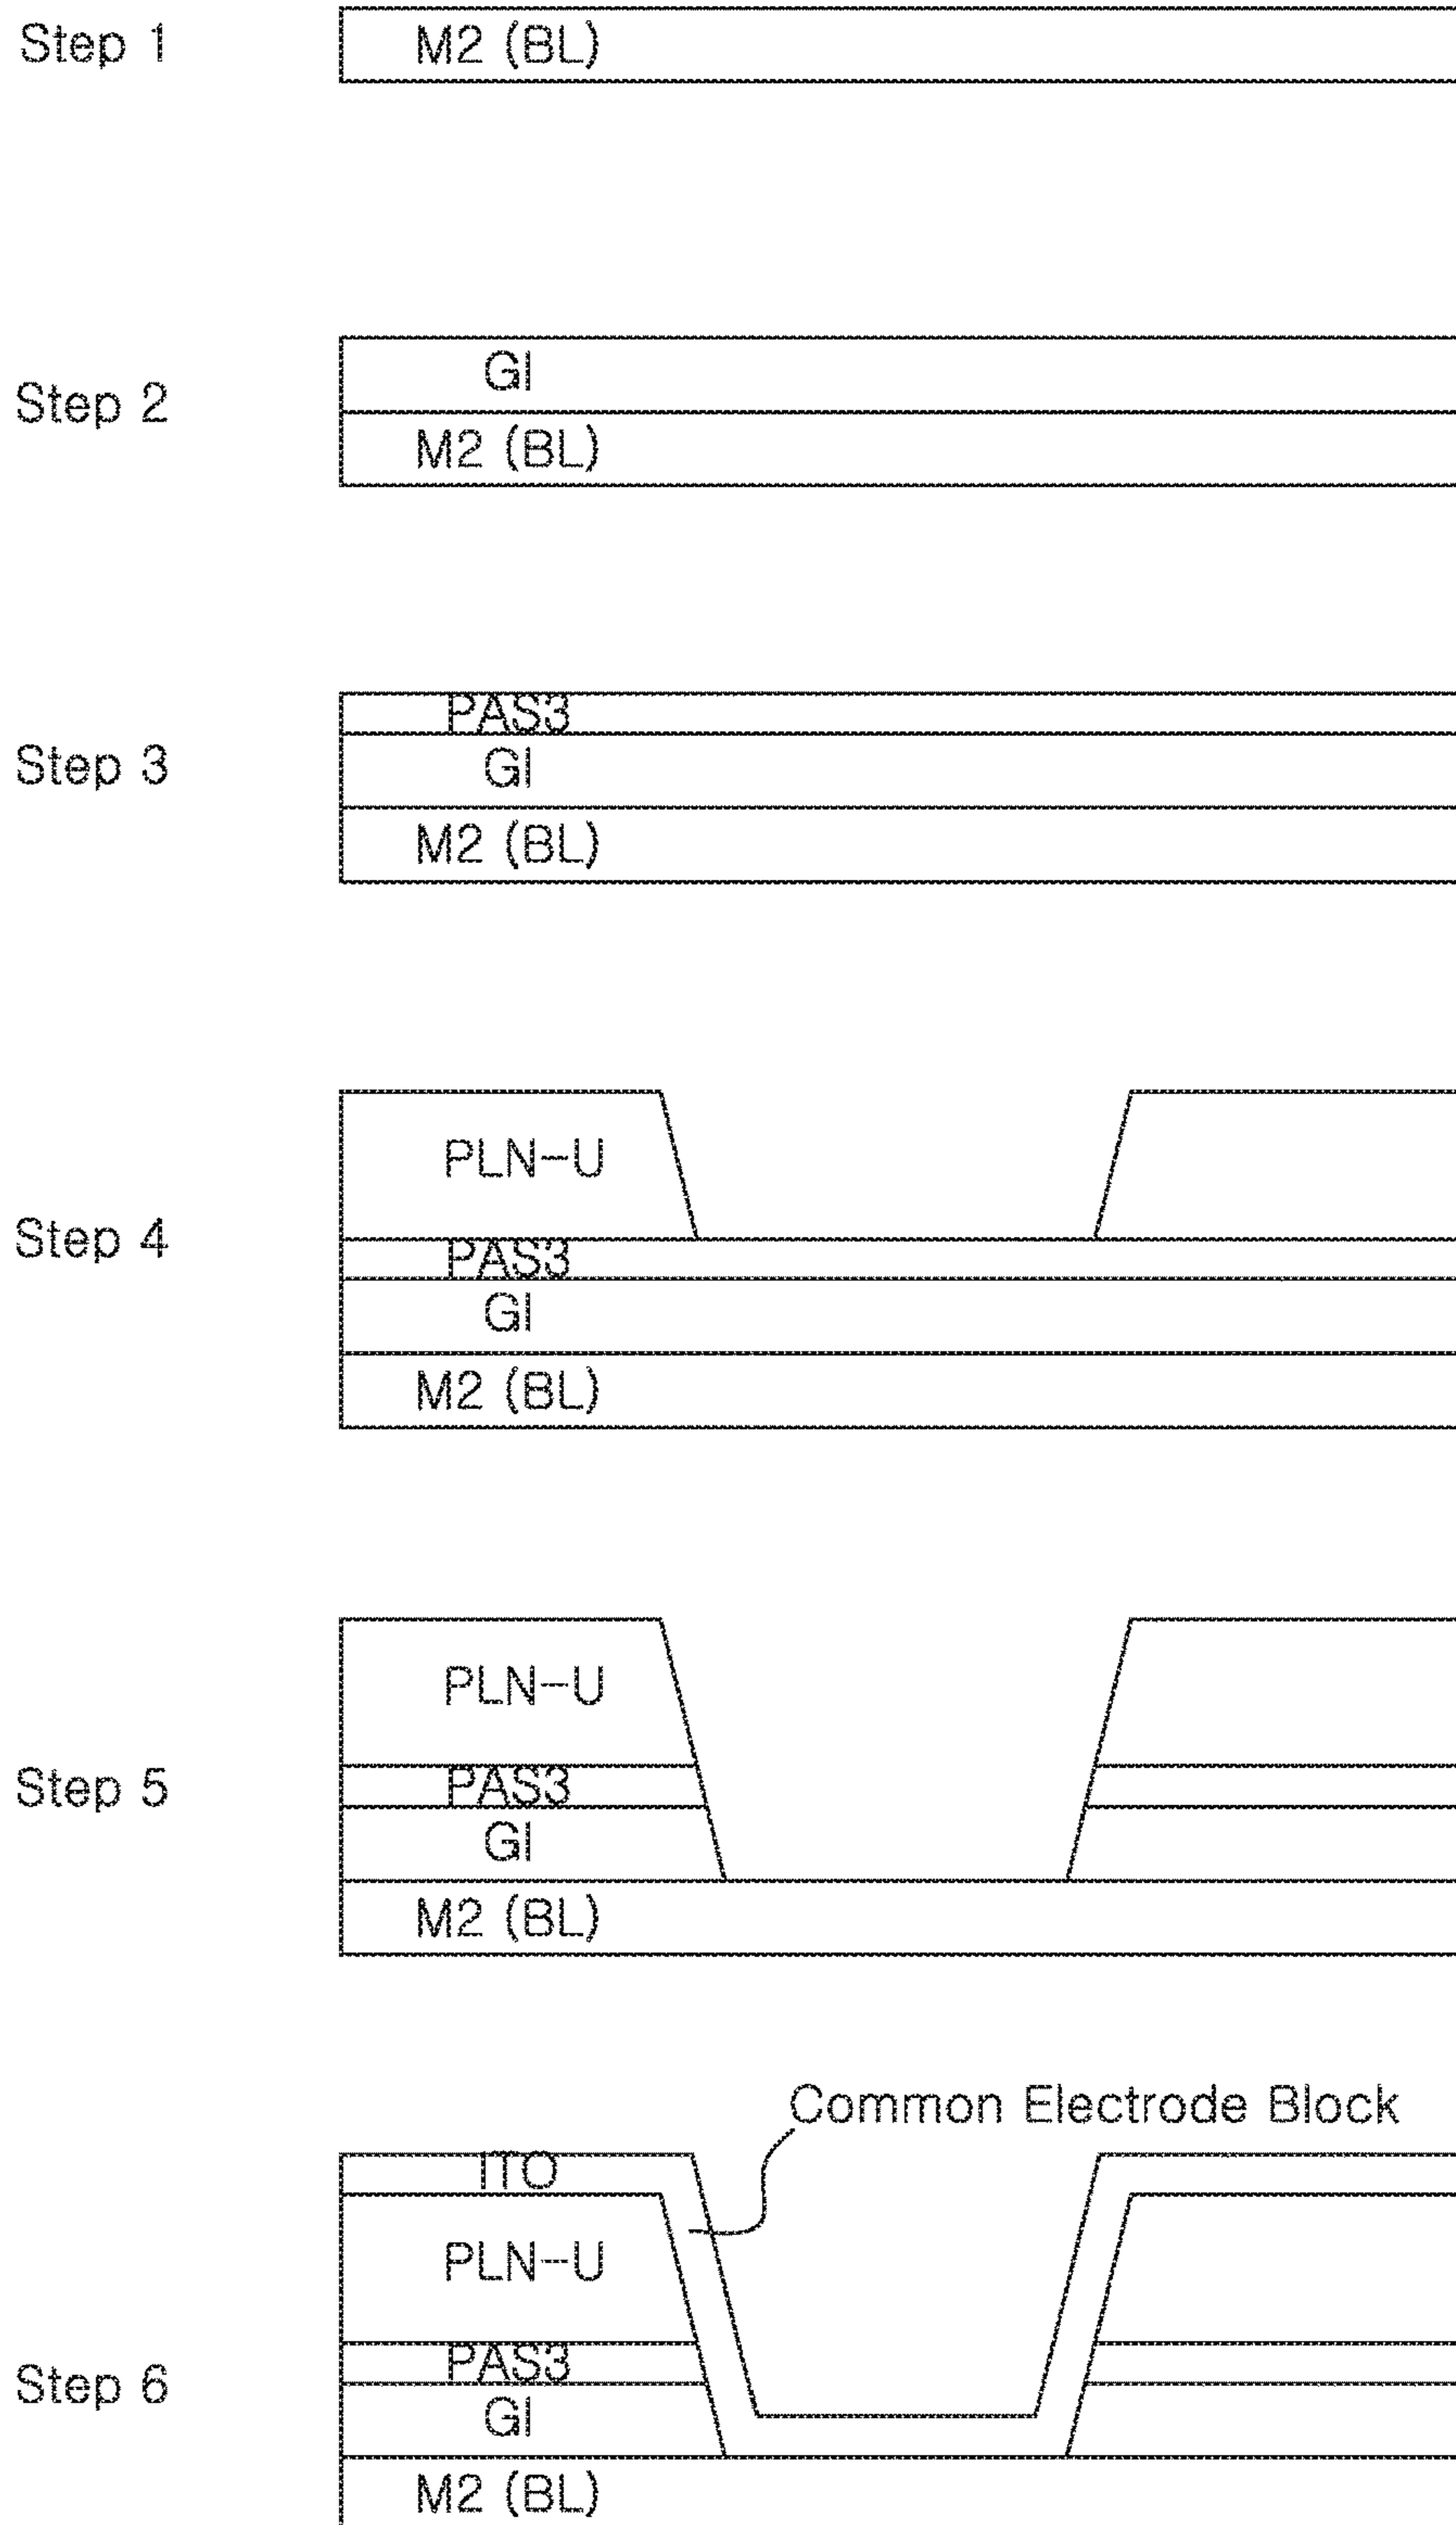 Step 1
M2 (BL)
Step 2
GI
M2 (BL)
Step 3
PAS3
GI
M2 (BL)
Step 4
PLN-U
PAS3
GI
M2 (BL)
Step 5
PLN-U
PAS3
GI
M2 (BL)
Common Electrode Block
Step 6
ITO
PLN-U
PAS3
GI
M2 (BL)